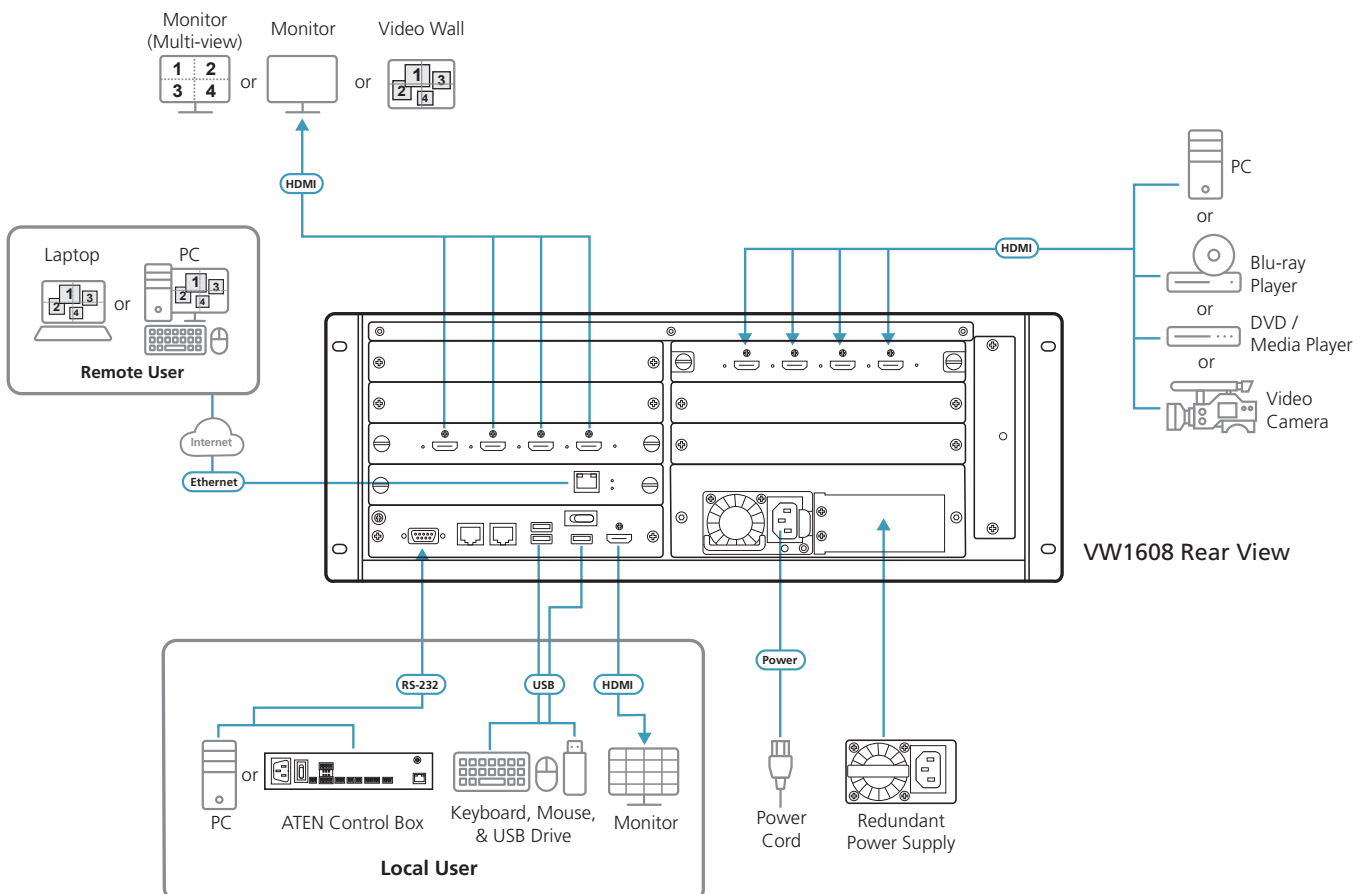 Monitor
(Multi-view)
Monitor
Video Wall
1 2
3 4
or
or
1
2
3
4
HDMI
HDMI
PC
or
Blu-ray
Player
or
DVD /
Media Player
or
Video
Camera
Laptop
PC
1
2
3
4
or
1
2
3
4
Remote User
Internet
Ethernet
VW1608 Rear View
RS-232
USB
HDMI
Power
or
PC
ATEN Control Box
Keyboard, Mouse,
& USB Drive
Monitor
Local User
Power
Cord
Redundant
Power Supply